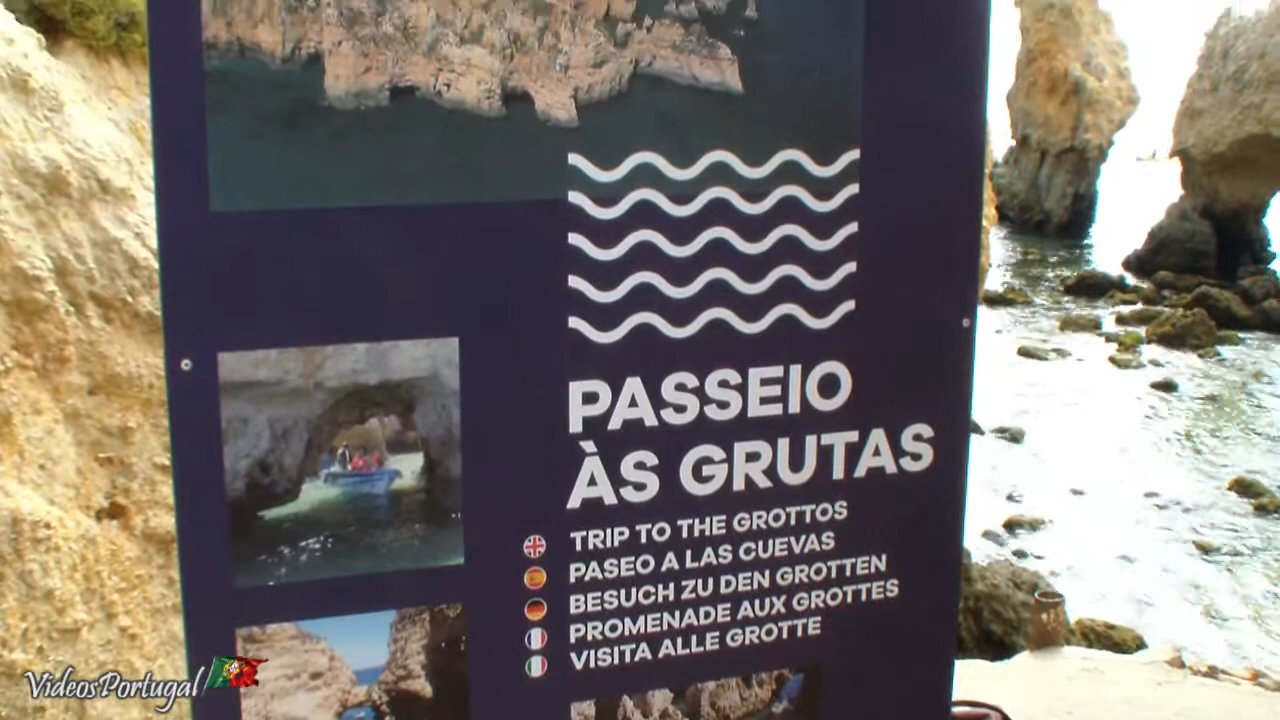 PASSEIO
ÀS GRUTAS
TRIP TO THE GROTTOS
PASEO A LAS CUEVAS
BESUCH ZU DEN GROTTEN
PROMENADE AUX GROTTES
VISITA ALLE GROTTE
VideosPortugal